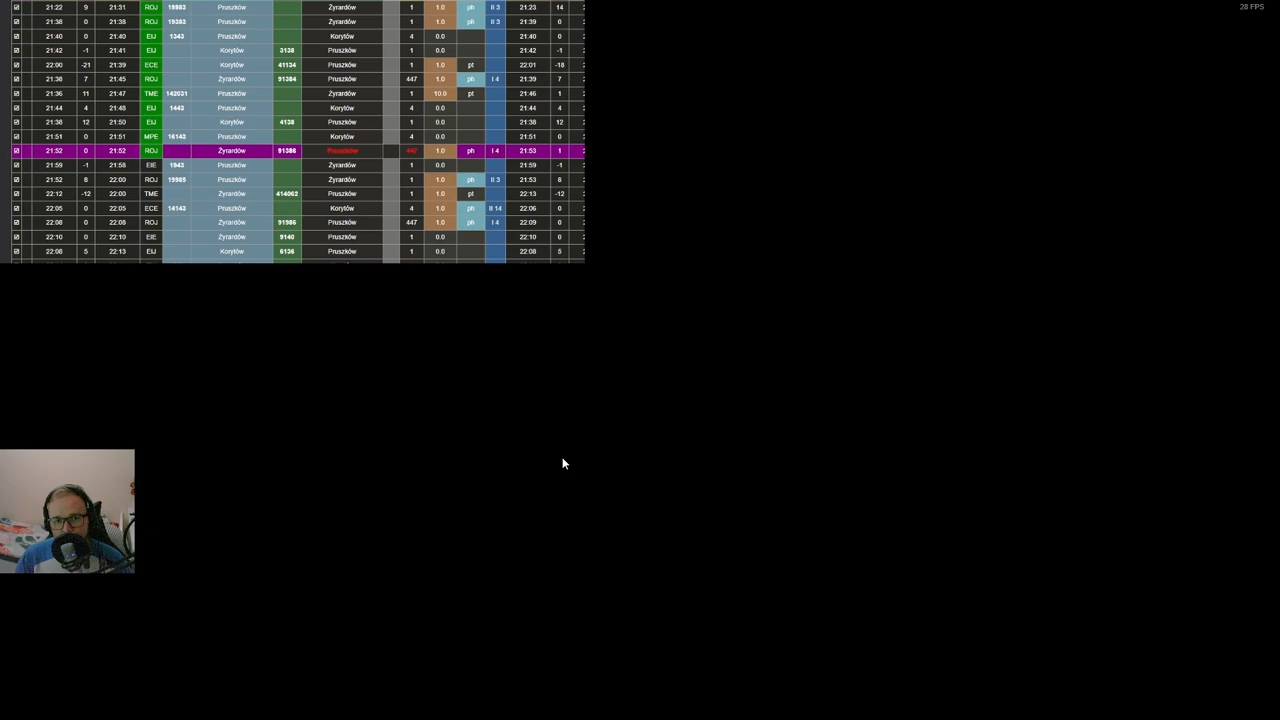 28 FPS
21:22 9 21:31 ROJ 19983 Pruszków Żyrardów 1 1.0 ph II 3 21:23 14
21:38 0 21:38 ROJ 19383 Pruszków Żyrardów 1 1.0 ph II 3 21:39 0
21:40 0 21:40 EIJ 1343 Pruszków Korytów 4 0.0 21:40 0
21:42 -1 21:41 EIJ Korytów 3138 Pruszków 1 0.0 21:42 -1
22:00 -21 21:39 ECE Korytów 41134 Pruszków 1 1.0 pt 22:01 -18
21:38 7 21:45 ROJ Żyrardów 91384 Pruszków 447 1.0 ph I 4 21:39 7
21:36 11 21:47 TME 142031 Pruszków Żyrardów 1 10.0 pt 21:46 1
21:44 4 21:48 EIJ 1443 Pruszków Korytów 4 0.0 21:44 4
21:38 12 21:50 EIJ Korytów 4138 Pruszków 1 0.0 21:38 12
21:51 0 21:51 MPE 16143 Pruszków Korytów 4 0.0 21:51 0
21:52 0 21:52 ROJ Żyrardów 91386 Pruszków 447 1.0 ph I 4 21:53 1
21:59 -1 21:58 EIE 1943 Pruszków Żyrardów 1 0.0 21:59 -1
21:52 8 22:00 ROJ 19985 Pruszków Żyrardów 1 1.0 ph II 3 21:53 8
22:12 -12 22:00 TME Żyrardów 414062 Pruszków 1 1.0 pt 22:13 -12
22:05 0 22:05 ECE 14143 Pruszków Korytów 4 1.0 ph II 14 22:06 0
22:08 0 22:08 ROJ Żyrardów 91986 Pruszków 447 1.0 ph I 4 22:09 0
22:10 0 22:10 EIE Żyrardów 9140 Pruszków 1 0.0 22:10 0
22:08 5 22:13 EIJ Korytów 6136 Pruszków 1 0.0 22:08 5